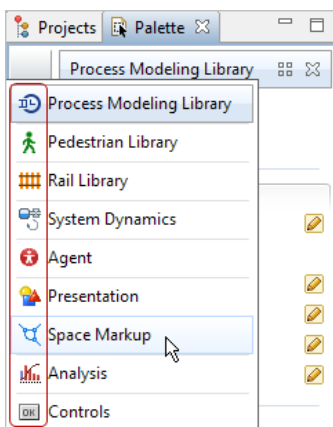 Projects Palette
Process Modeling Library
Process Modeling Library
Pedestrian Library
Rail Library
System Dynamics
Agent
Presentation
Space Markup
Analysis
OK Controls